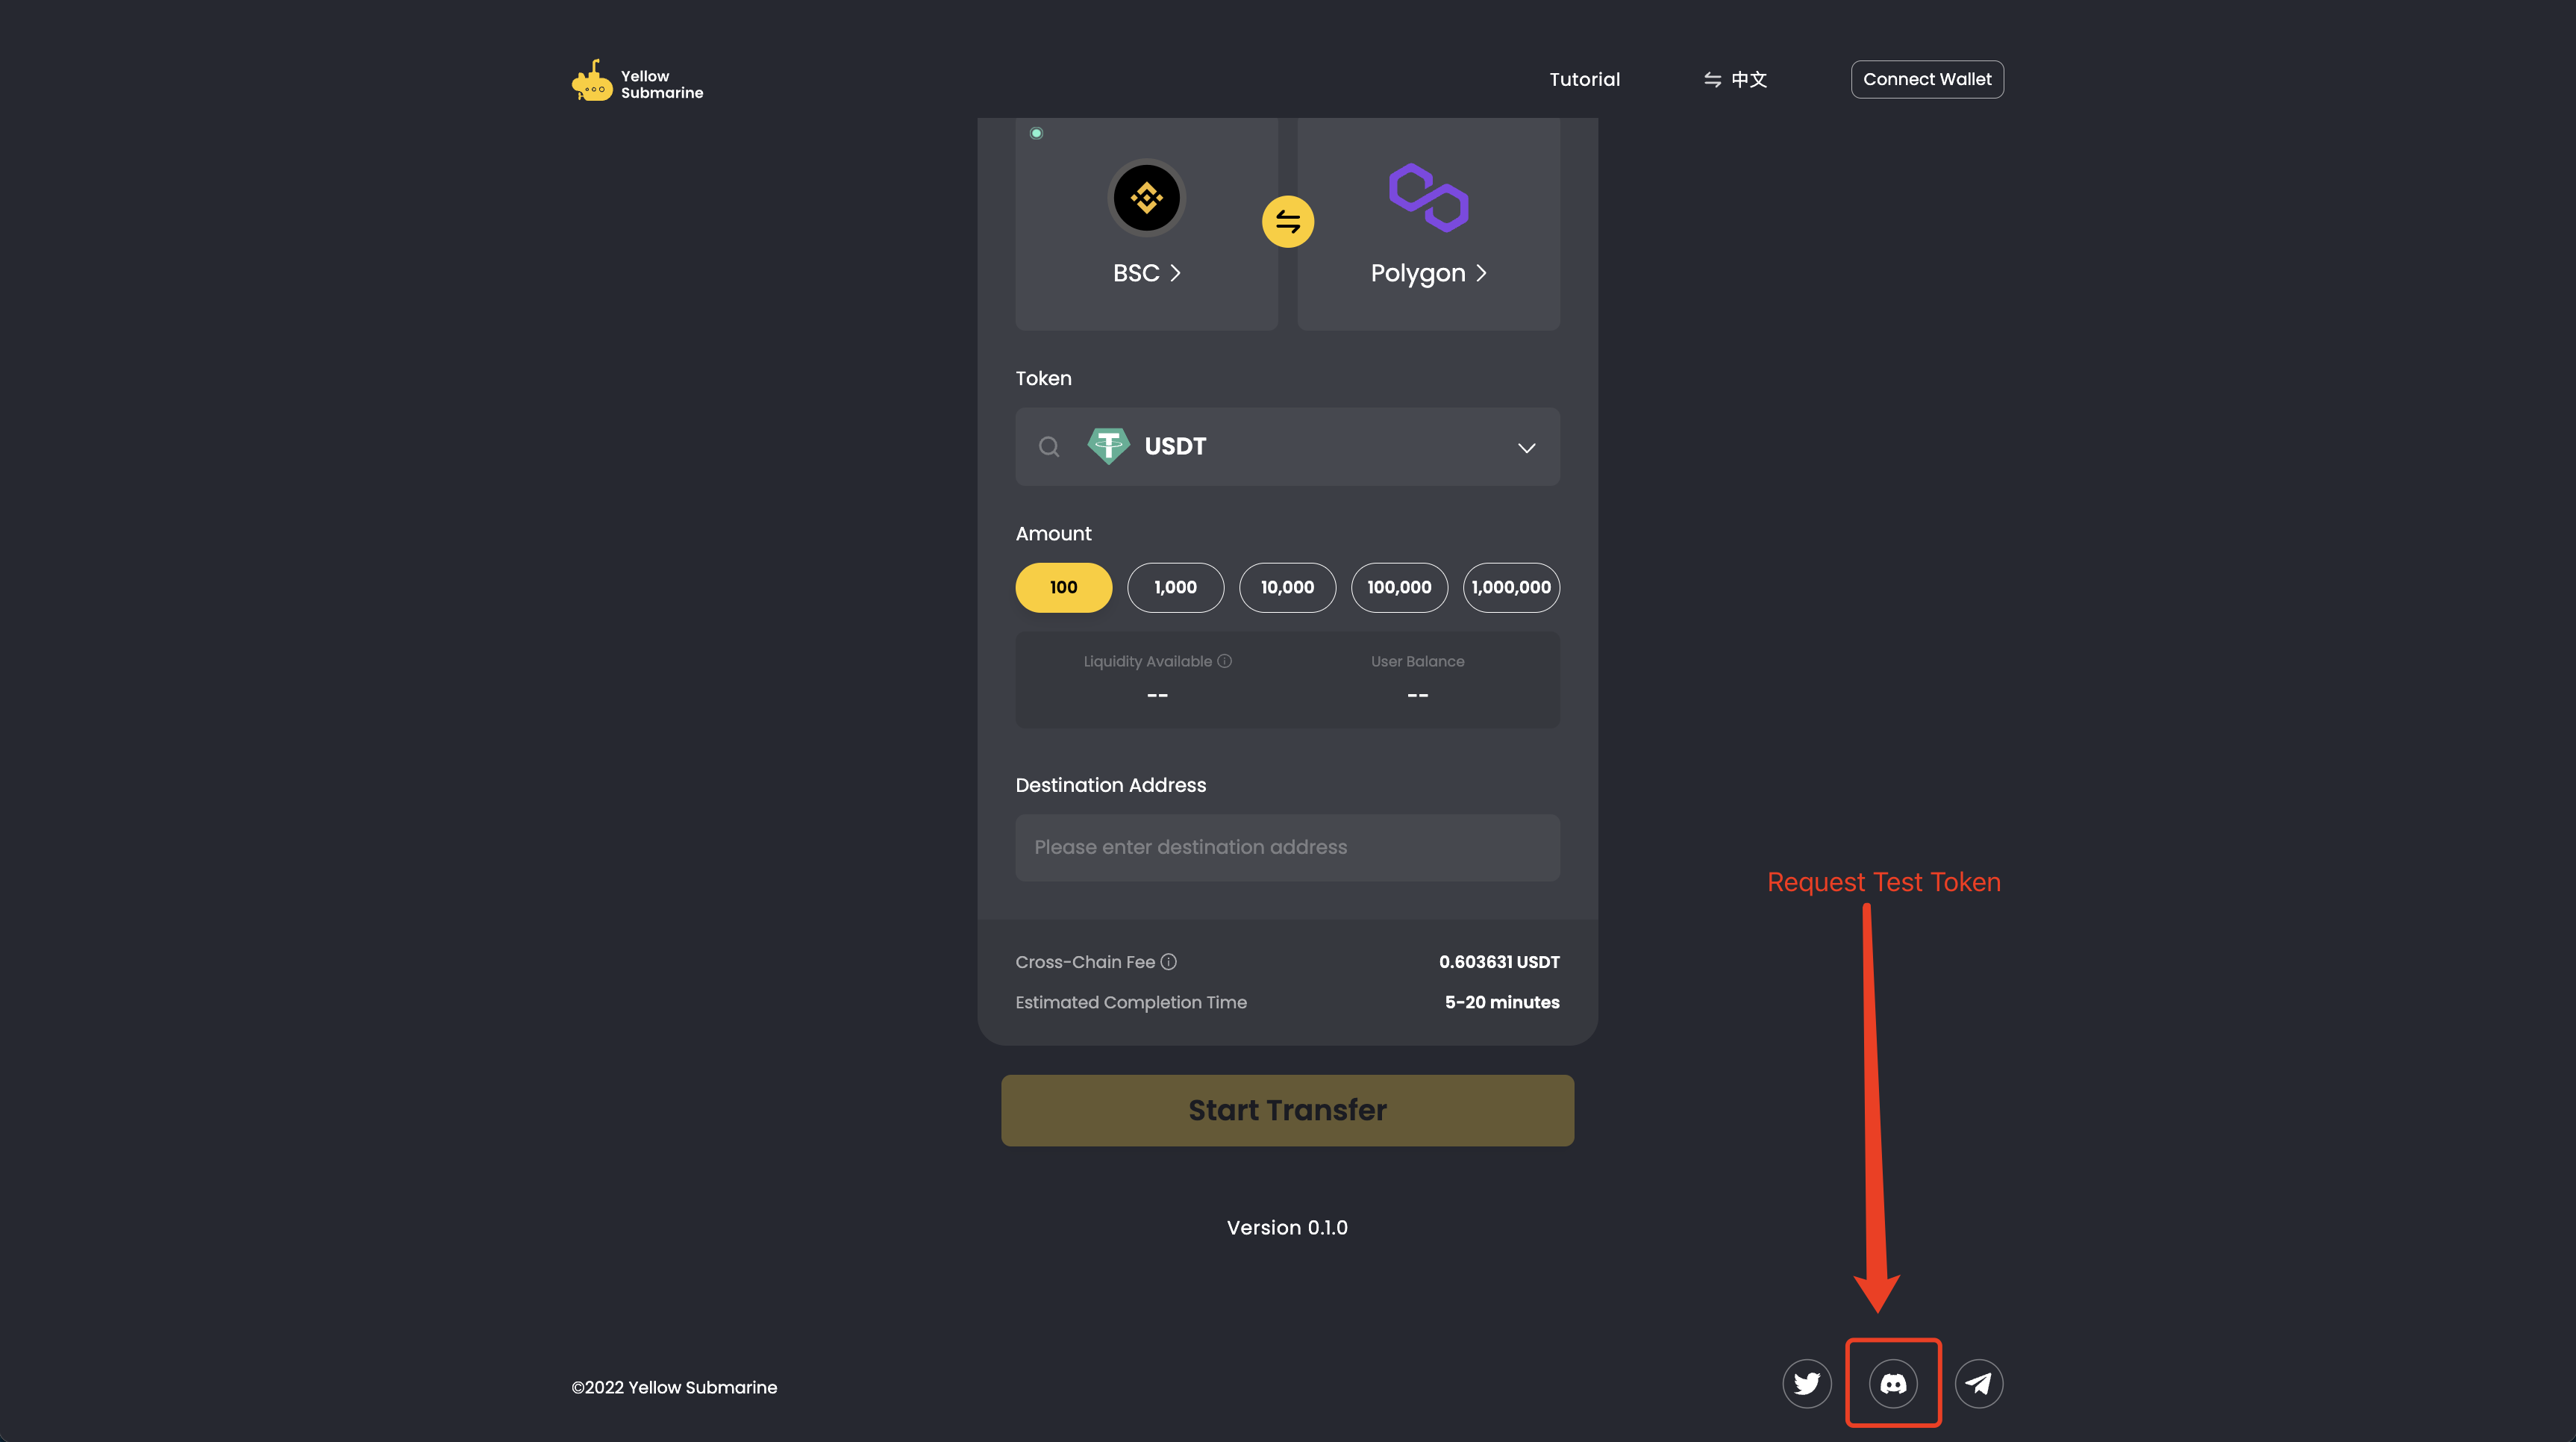 Yellow
Submarine
Tutorial
中文
Connect Wallet
BSC
Polygon
Token
USDT
Amount
100
1,000
10,000
100,000
1,000,000
Liquidity Available
User Balance
--
--
Destination Address
Please enter destination address
Request Test Token
Cross-Chain Fee
0.603631 USDT
Estimated Completion Time
5-20 minutes
Start Transfer
Version 0.1.0
©2022 Yellow Submarine